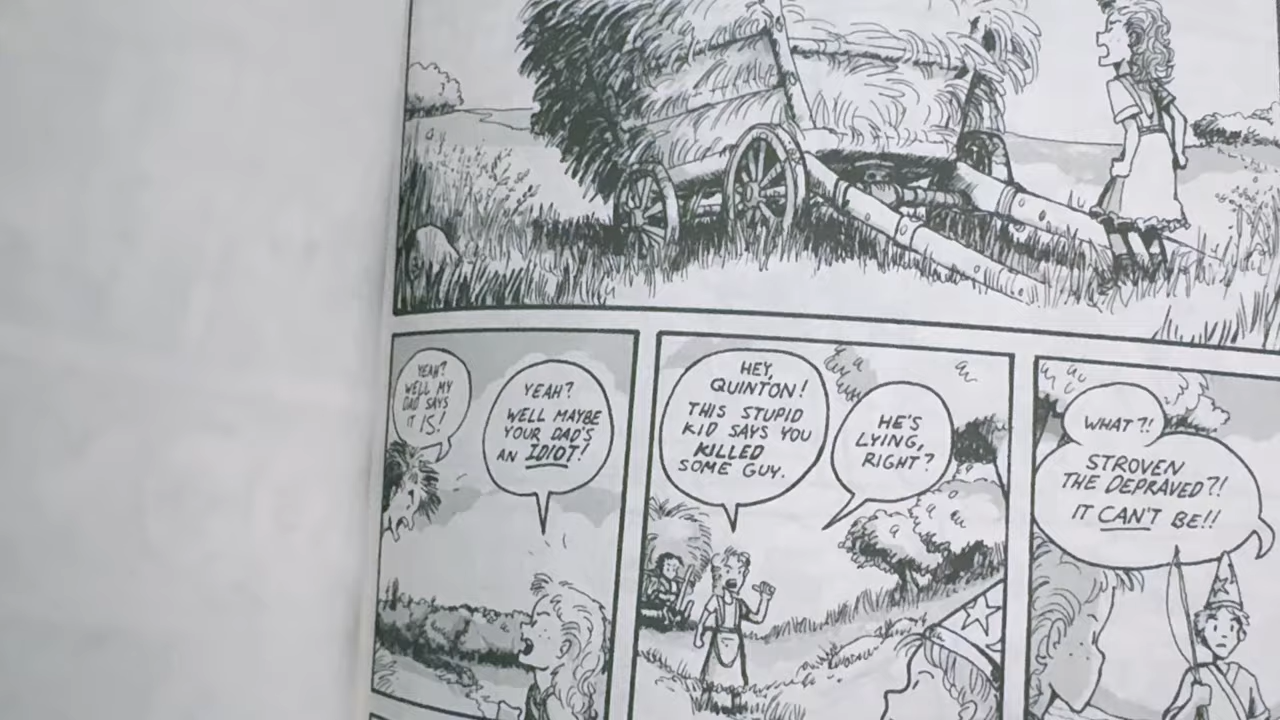 YEAH?
WELL MY
DAD SAYS
IT IS!
YEAH?
WELL MAYBE
YOUR DAD'S
AN IDIOT!
HEY,
QUINTON!
THIS STUPID
KID SAYS YOU
KILLED
SOME GUY.
HE'S
LYING,
RIGHT?
WHAT?!
STROVEN
THE DEPRAVED?!
IT CAN'T BE!!